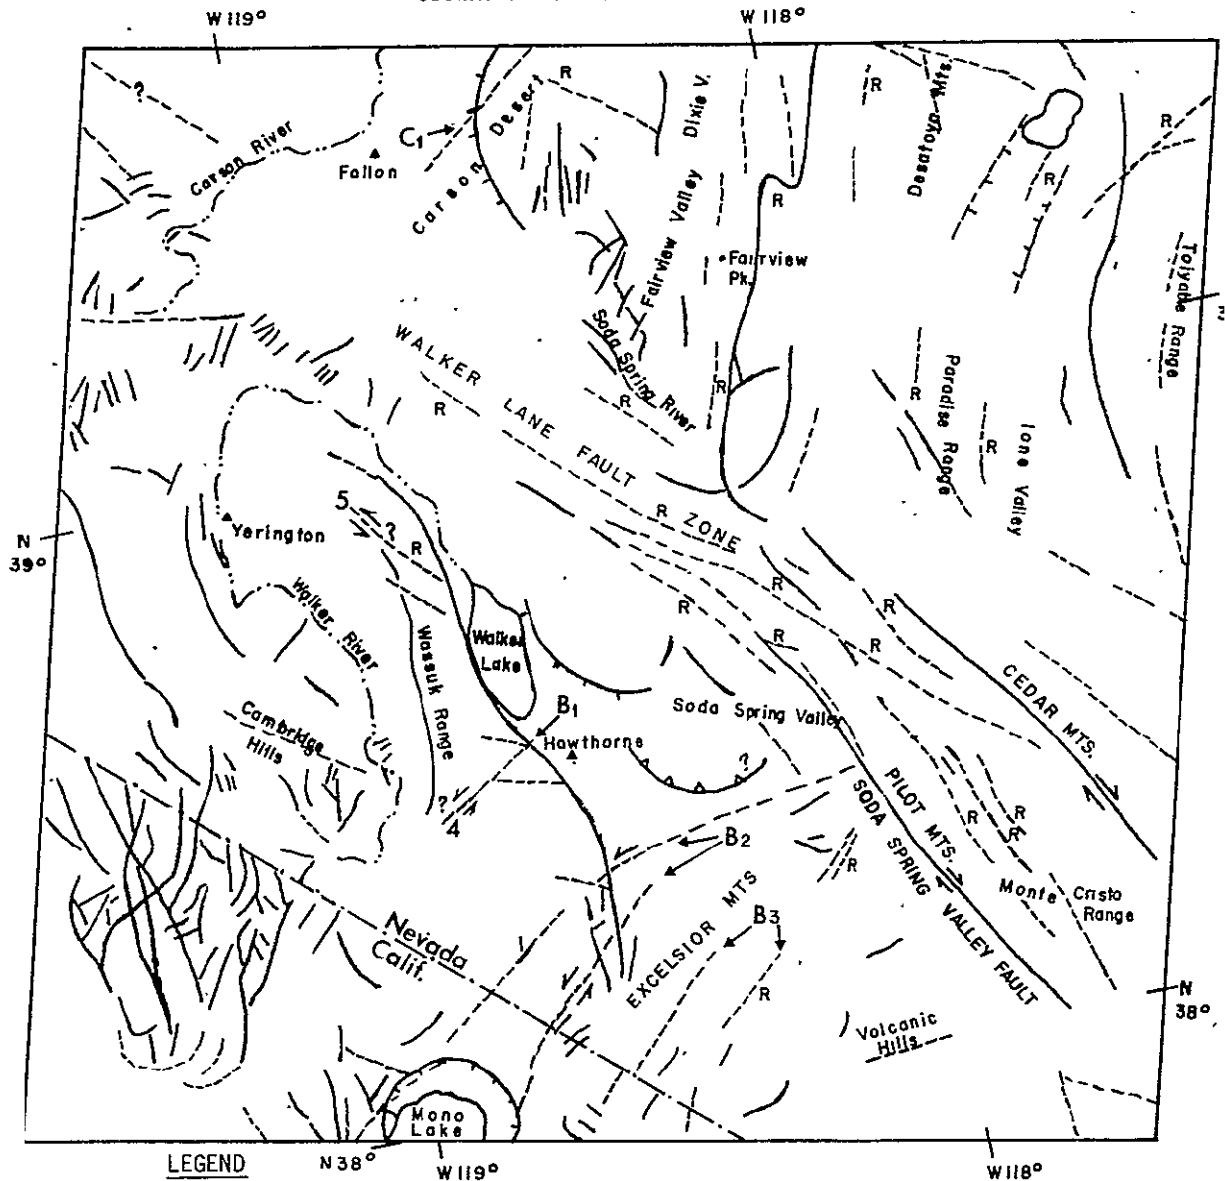 W 119°
W 118°
?
Carson River
Fallon
C1
Carson Desert
R
Dixie V.
R
Desatoya Mts.
R
R
R
Fairview Valley
Fairview
Pk.
Toiyabe Range
Soda Spring River
R
R
WALKER LANE FAULT ZONE
R
R
Paradise Range
R
R
Ione Valley
N
39°
Yerington
5
?
R
Walker River
Wassuk Range
Walker
Lake
R
R
R
R
R
CEDAR MTS.
Cambridge
Hills
B1
Hawthorne
Soda Spring Valley
?
?
4
B2
PILOT MTS.
SODA SPRING VALLEY FAULT
R
R
R
R
Monte Cristo
Range
B3
EXCELSIOR MTS
R
Nevada
Calif.
N
38°
Volcanic
Hills
Mono
Lake
LEGEND
N38°
W119°
W118°